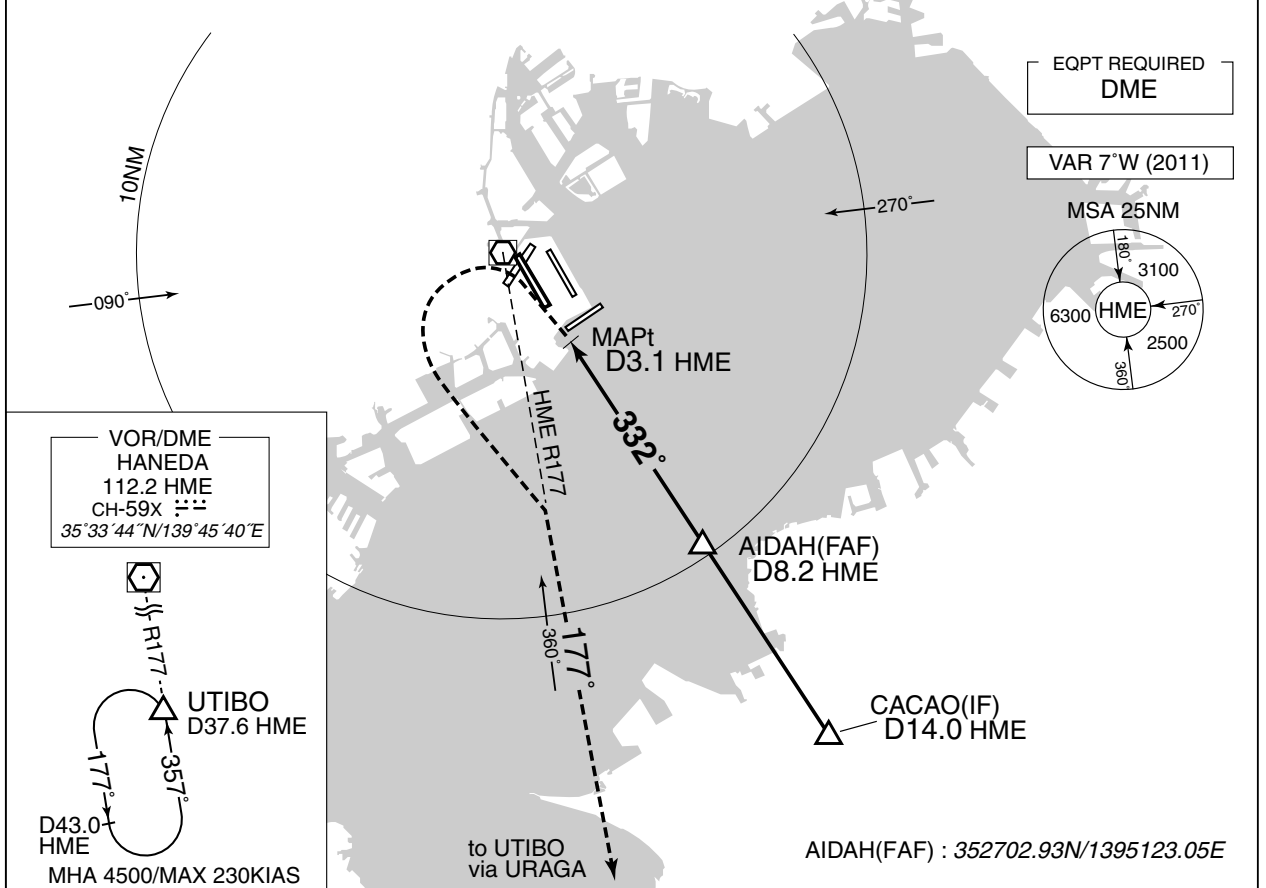 EQPT REQUIRED
DME
VAR 7°W (2011)
MSA 25NM
180°
3100
6300
HME
270°
2500
360°
10NM
270°
090°
MAPt
D3.1 HME
HME R177
332°
AIDAH(FAF)
D8.2 HME
360°
177°
CACAO(IF)
D14.0 HME
to UTIBO
via URAGA
VOR/DME
HANEDA
112.2 HME
CH-59X
35°33´44˝N/139°45´40˝E
R177
UTIBO
D37.6 HME
177°
357°
D43.0
HME
MHA 4500/MAX 230KIAS
AIDAH(FAF) : 352702.93N/1395123.05E